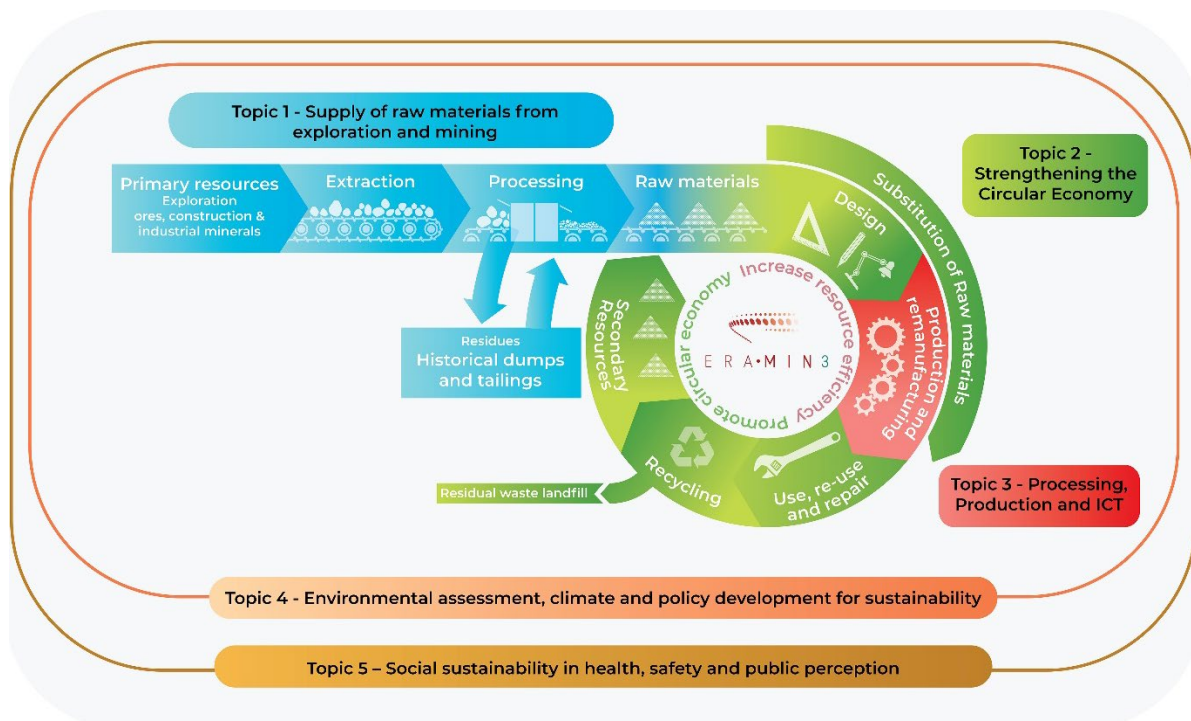 Topic 1 - Supply of raw materials from
exploration and mining
Primary resources
Exploration
ores, construction &
industrial minerals
Extraction
Processing
Raw materials
Residues
Historical dumps
and tailings
Topic 2 -
Strengthening the
Circular Economy
Substitution of Raw materials
Design
Production and
remanufacturing
Use, re-use
and repair
Recycling
Secondary
Resources
Increase resource efficiency
Promote circular economy
ERA•MIN3
Residual waste landfill
Topic 3 - Processing,
Production and ICT
Topic 4 - Environmental assessment, climate and policy development for sustainability
Topic 5 – Social sustainability in health, safety and public perception